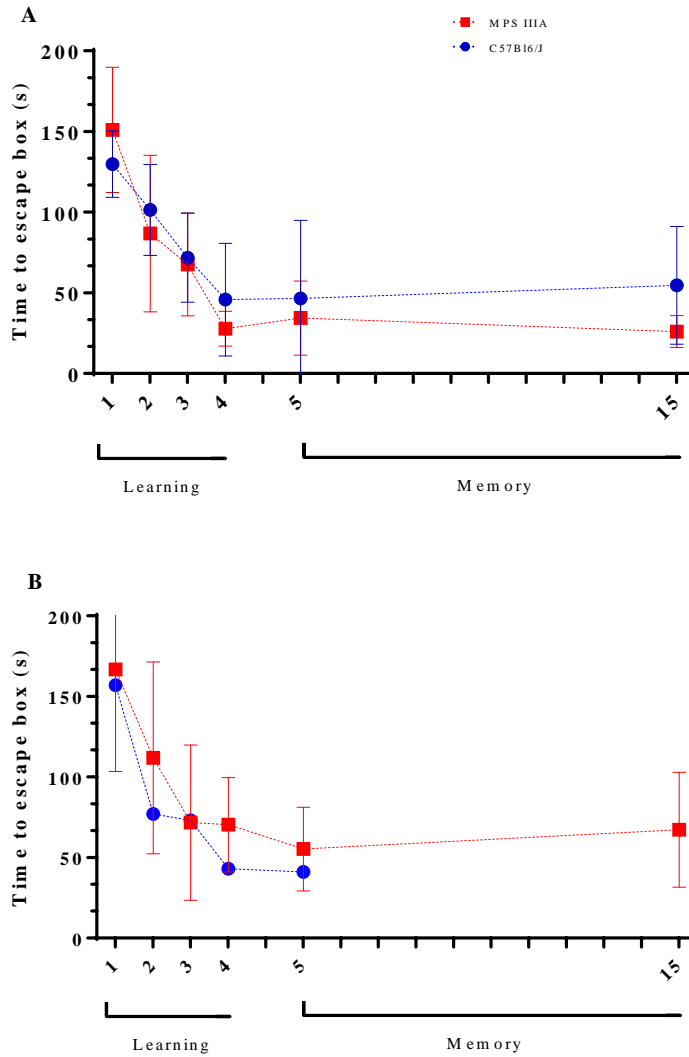 A
MPS IIIA
C57Bl6/J
Time to escape box (s)
200
150
100
50
0
1 2 3 4 5 15
Learning Memory
B
Time to escape box (s)
200
150
100
50
0
1 2 3 4 5 15
Learning Memory